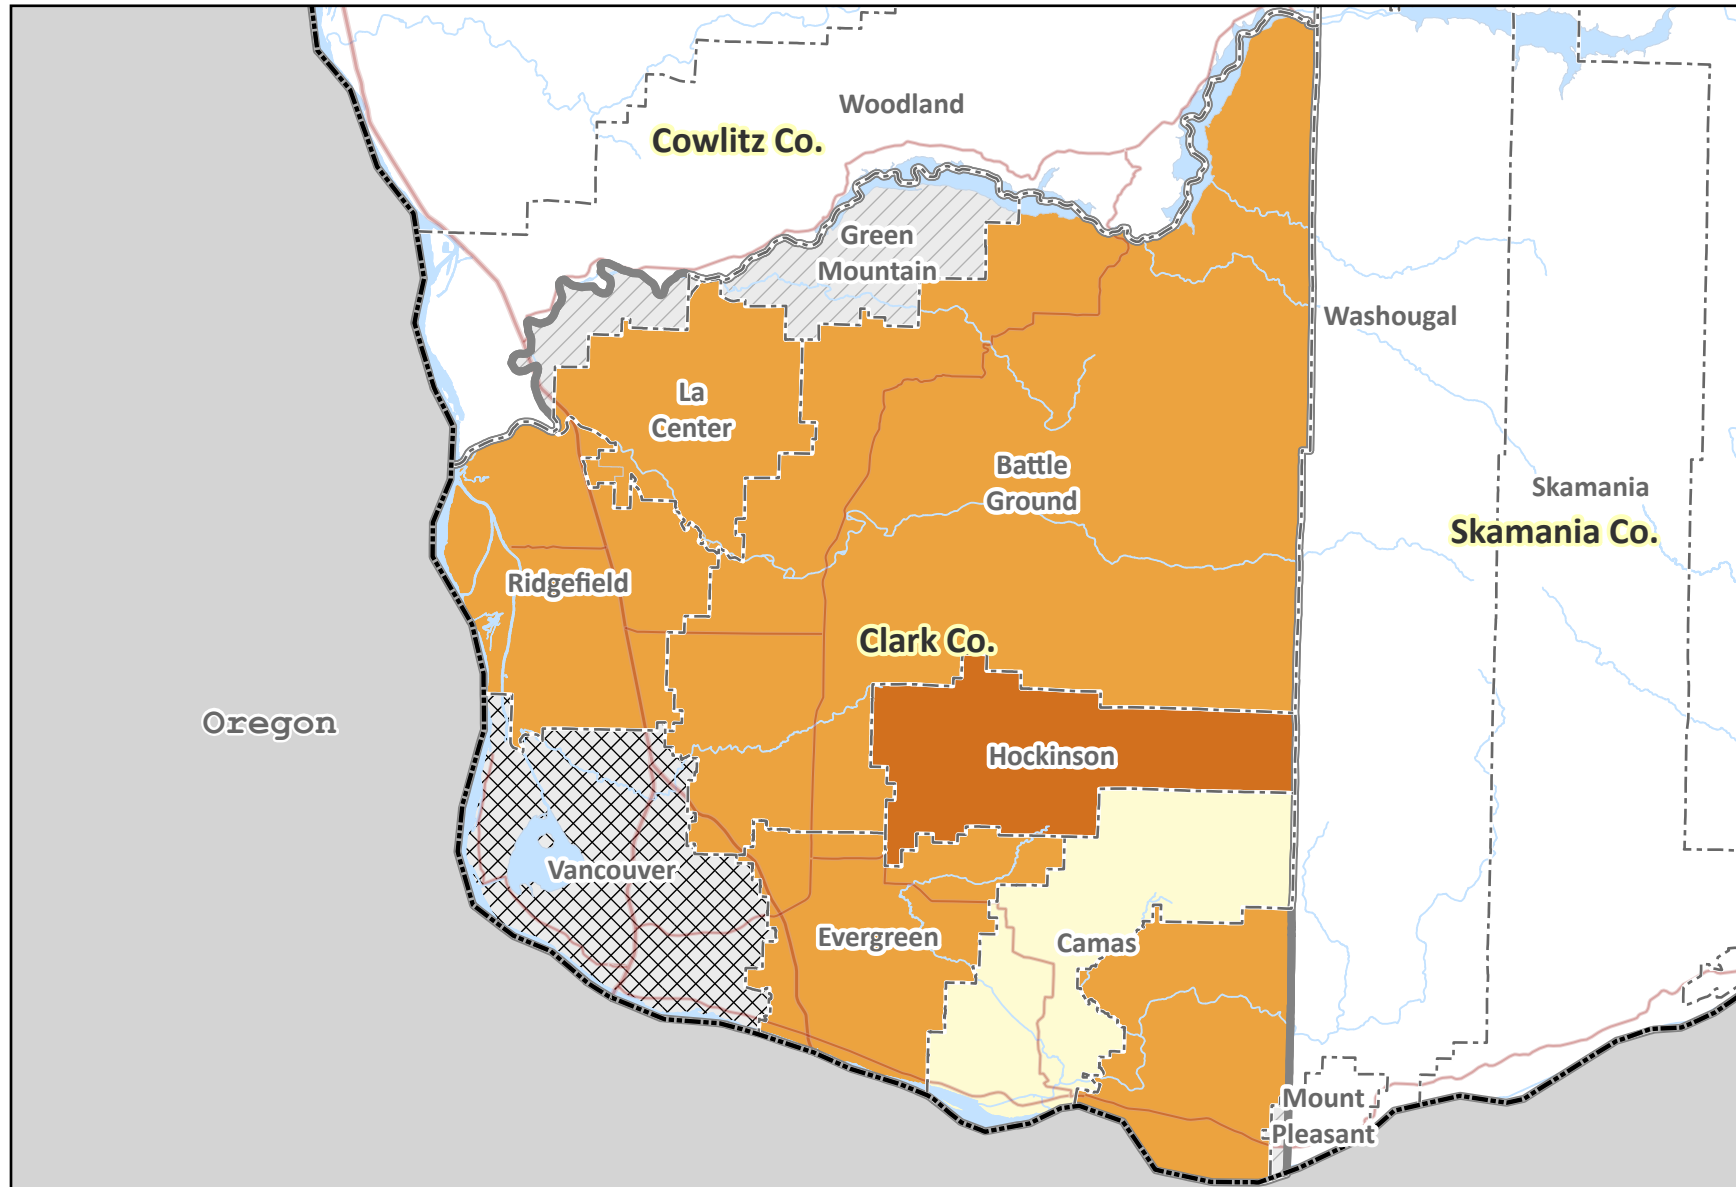 Woodland
Cowlitz Co.
Green
Mountain
Washougal
La
Center
Battle
Ground
Skamania
Skamania Co.
Ridgefield
Clark Co.
Oregon
Hockinson
Vancouver
Evergreen
Camas
Mount
Pleasant